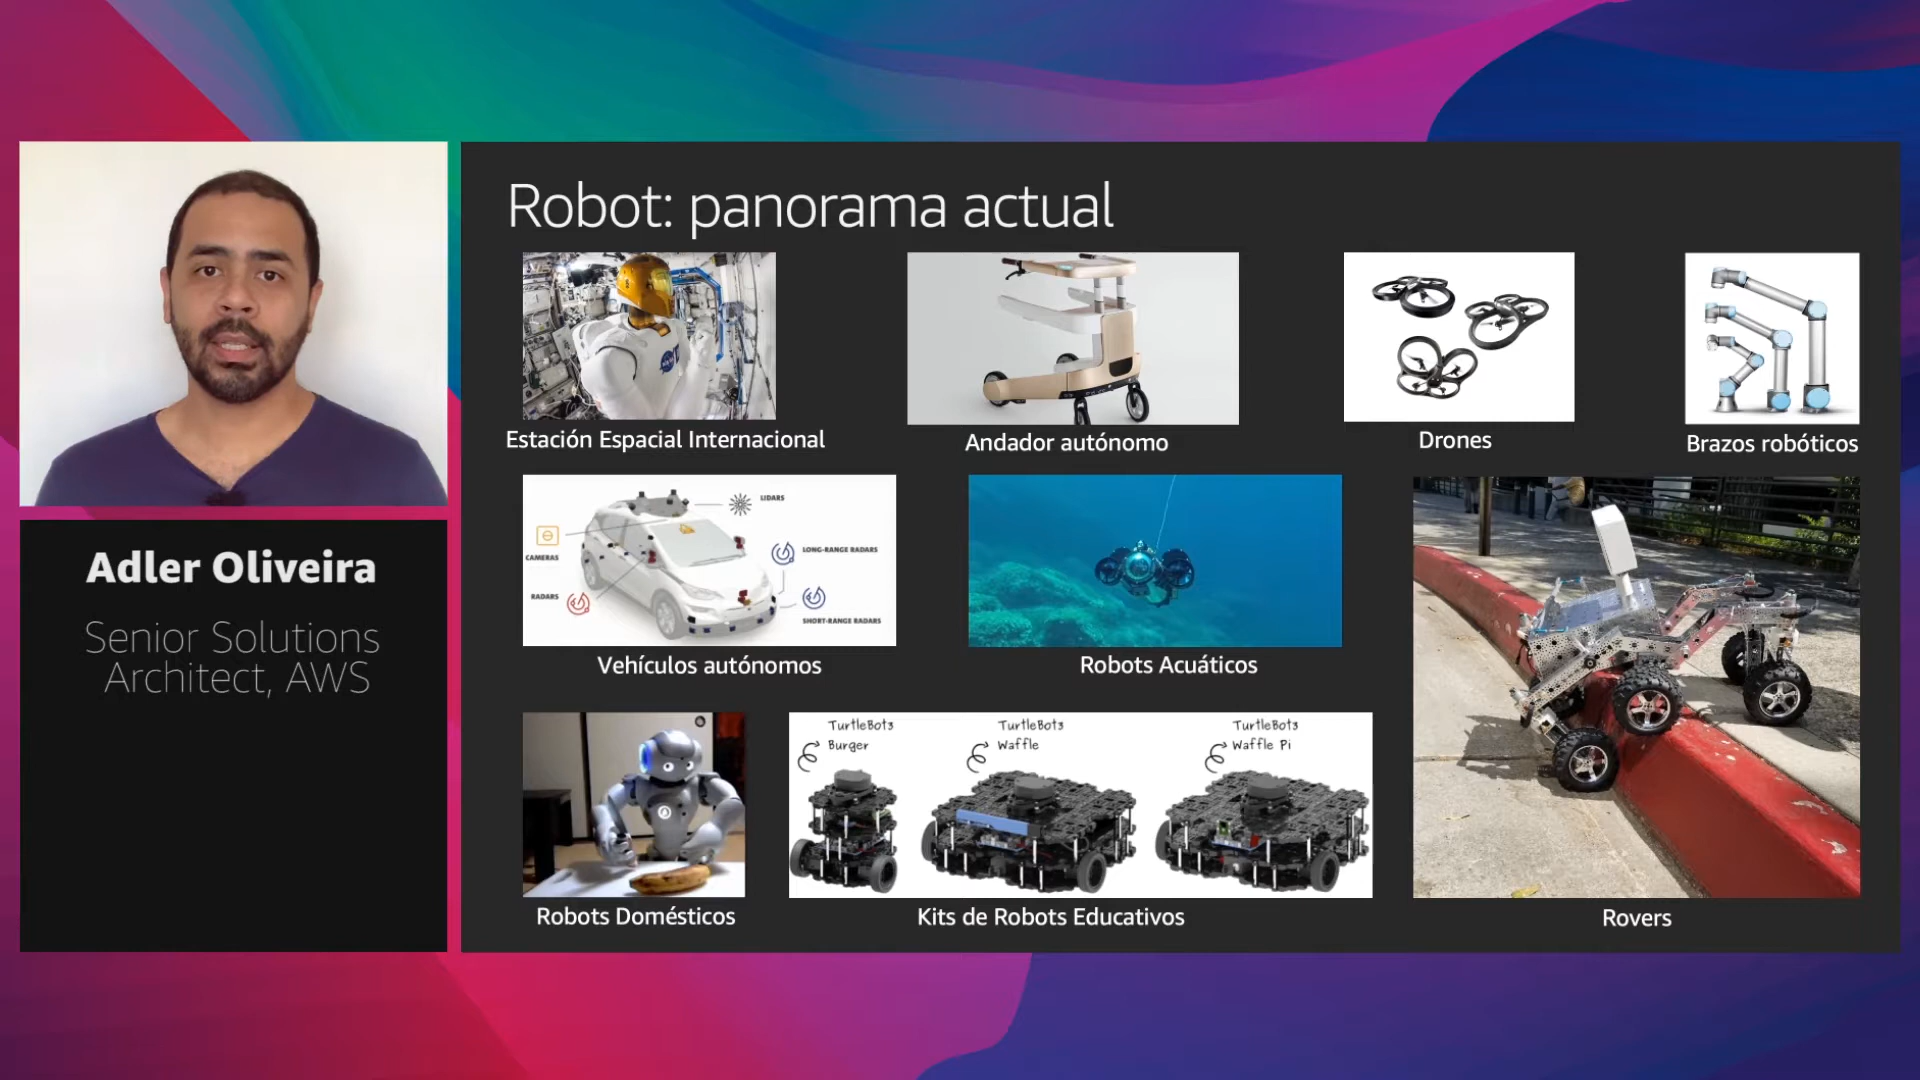 Adler Oliveira
Senior Solutions
Architect, AWS
Robot: panorama actual
Estación Espacial Internacional
Andador autónomo
Drones
Brazos robóticos
LIDARS
CAMERAS
LONG-RANGE RADARS
RADARS
SHORT-RANGE RADARS
Vehículos autónomos
Robots Acuáticos
TurtleBot3
Burger
TurtleBot3
Waffle
TurtleBot3
Waffle Pi
Robots Domésticos
Kits de Robots Educativos
Rovers